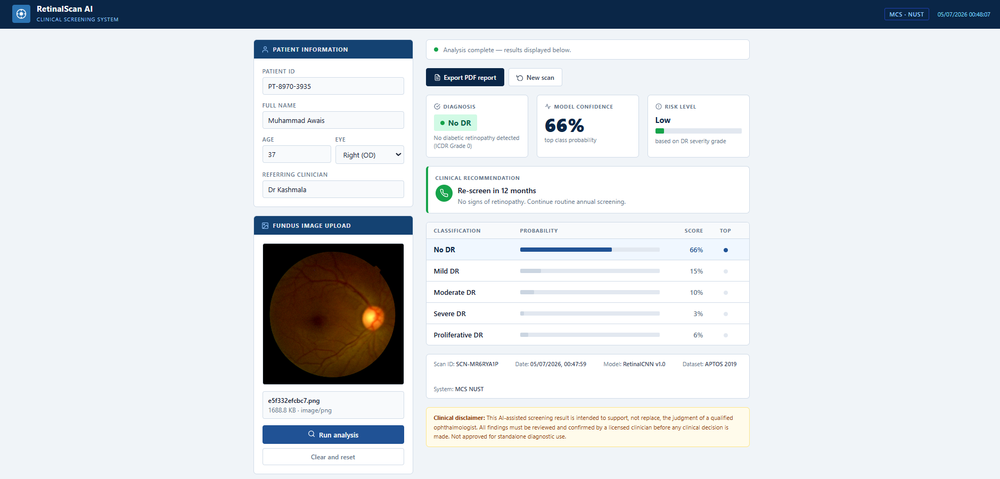 RetinalScan AI
CLINICAL SCREENING SYSTEM
MCS · NUST
05/07/2026 00:48:07
PATIENT INFORMATION
PATIENT ID
PT-8970-3935
FULL NAME
Muhammad Awais
AGE
EYE
37
Right (OD)
REFERRING CLINICIAN
Dr Kashmala
FUNDUS IMAGE UPLOAD
e5f332efcbc7.png
1688.8 KB · image/png
Run analysis
Clear and reset
Analysis complete — results displayed below.
Export PDF report
New scan
DIAGNOSIS
No DR
No diabetic retinopathy detected
(ICDR Grade 0)
MODEL CONFIDENCE
66%
top class probability
RISK LEVEL
Low
based on DR severity grade
CLINICAL RECOMMENDATION
Re-screen in 12 months
No signs of retinopathy. Continue routine annual screening.
CLASSIFICATION PROBABILITY SCORE TOP
No DR 66%
Mild DR 15%
Moderate DR 10%
Severe DR 3%
Proliferative DR 6%
Scan ID: SCN-MR6RYA1P Date: 05/07/2026, 00:47:59 Model: RetinalCNN v1.0 Dataset: APTOS 2019
System: MCS NUST
Clinical disclaimer: This AI-assisted screening result is intended to support, not replace, the judgment of a qualified
ophthalmologist. All findings must be reviewed and confirmed by a licensed clinician before any clinical decision is
made. Not approved for standalone diagnostic use.